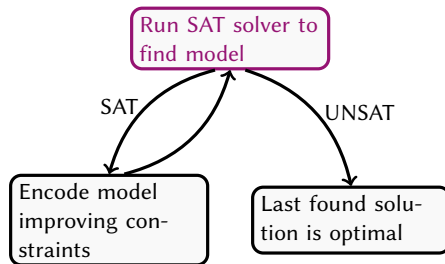 Run SAT solver to
find model
SAT
UNSAT
Encode model
improving con-
straints
Last found solu-
tion is optimal